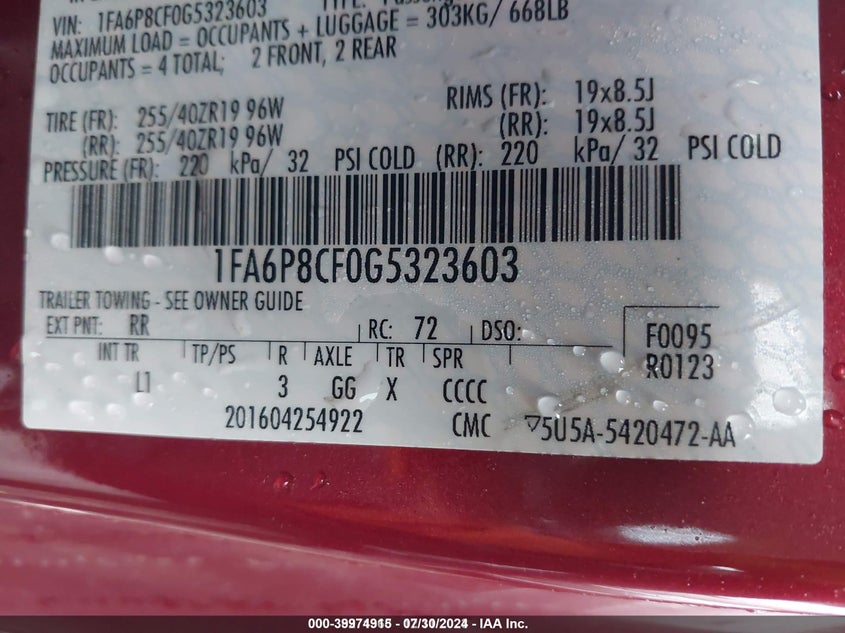 VIN: 1FA6P8CF0G5323603
LUGGAGE = 303KG/ 668LB
MAXIMUM LOAD = OCCUPANTS +
OCCUPANTS = 4 TOTAL; 2 FRONT, 2 REAR
TIRE (FR): 255/40ZR19 96W RIMS (FR): 19x8.5J
(RR): 255/40ZR19 96W (RR): 19x8.5J
PRESSURE (FR): 220 kPa/ 32 PSI COLD (RR): 220 kPa/ 32 PSI COLD
1FA6P8CF0G5323603
TRAILER TOWING - SEE OWNER GUIDE
EXT PNT: RR RC: 72 DSO: F0095
INT TR TP/PS R AXLE TR SPR R0123
L1 3 GG X CCCC
201604254922 CMC ▽5U5A-5420472-AA
000-39974915 - 07/30/2024 - IAA Inc.